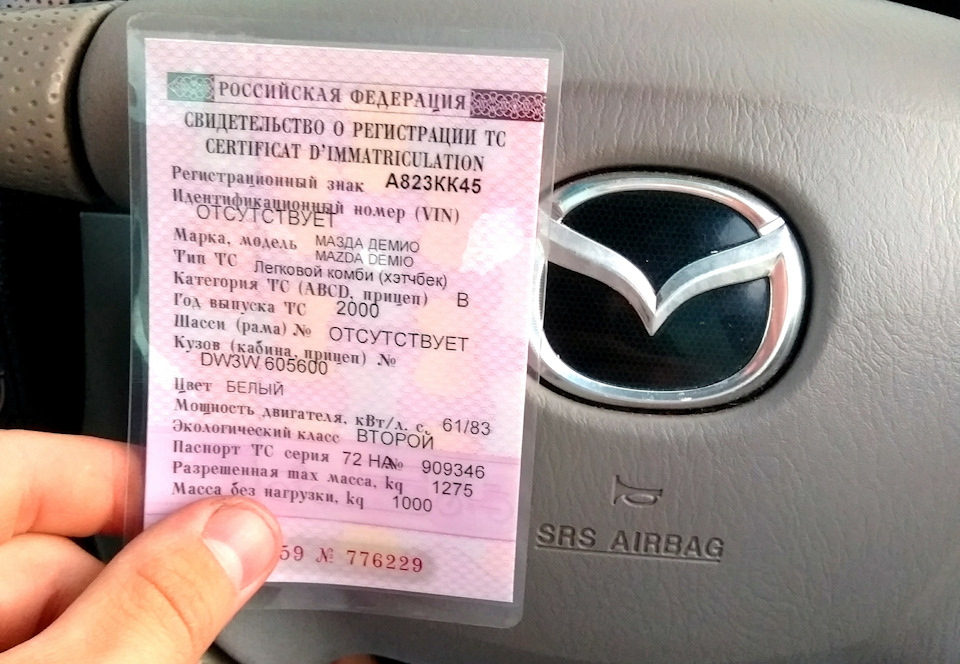 РОССИЙСКАЯ ФЕДЕРАЦИЯ
СВИДЕТЕЛЬСТВО О РЕГИСТРАЦИИ ТС
CERTIFICAT D'IMMATRICULATION
Регистрационный знак А823КК45
Идентификационный номер (VIN)
ОТСУТСТВУЕТ
Марка, модель МАЗДА ДЕМИО
MAZDA DEMIO
Тип ТС Легковой комби (хэтчбек)
Категория ТС (ABCD, прицеп) B
Год выпуска ТС 2000
Шасси (рама) № ОТСУТСТВУЕТ
Кузов (кабина, прицеп) №
DW3W 605600
Цвет БЕЛЫЙ
Мощность двигателя, кВт/л. с. 61/83
Экологический класс ВТОРОЙ
Паспорт ТС серия 72 НА № 909346
Разрешенная max масса, kg 1275
Масса без нагрузки, kg 1000
59 № 776229
SRS AIRBAG